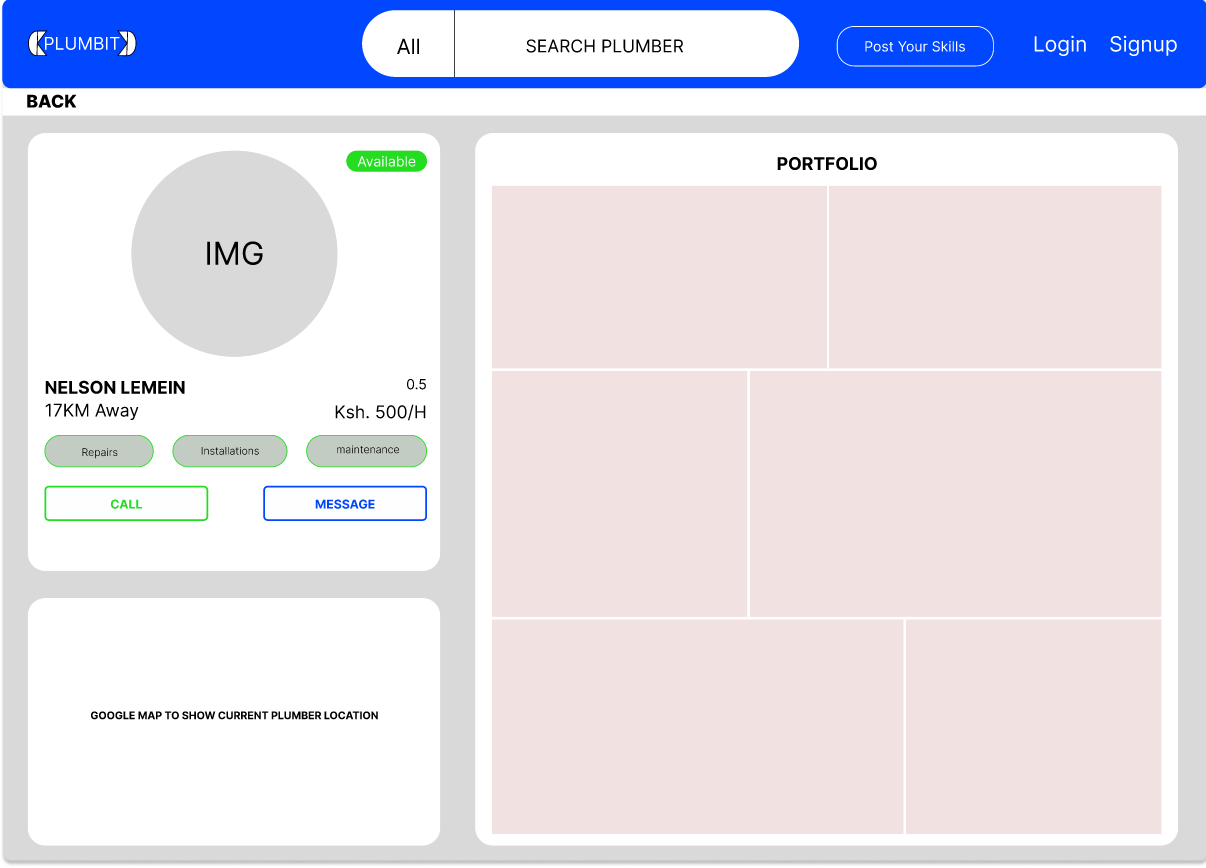 PLUMBIT
All
SEARCH PLUMBER
Post Your Skills
Login
Signup
BACK
Available
IMG
NELSON LEMEIN
0.5
17KM Away
Ksh. 500/H
Repairs
Installations
maintenance
CALL
MESSAGE
GOOGLE MAP TO SHOW CURRENT PLUMBER LOCATION
PORTFOLIO